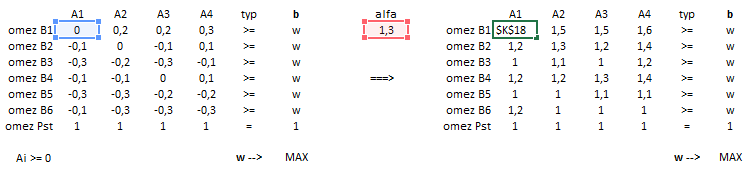 A1 A2 A3 A4 typ b alfa A1 A2 A3 A4 typ b
omez B1 0 0,2 0,2 0,3 >= w 1,3 omez B1 $K$18 1,5 1,5 1,6 >= w
omez B2 -0,1 0 -0,1 0,1 >= w omez B2 1,2 1,3 1,2 1,4 >= w
omez B3 -0,3 -0,2 -0,3 -0,1 >= w omez B3 1 1,1 1 1,2 >= w
omez B4 -0,1 -0,1 0 0,1 >= w ===> omez B4 1,2 1,2 1,3 1,4 >= w
omez B5 -0,3 -0,3 -0,2 -0,2 >= w omez B5 1 1 1,1 1,1 >= w
omez B6 -0,1 -0,3 -0,3 -0,3 >= w omez B6 1,2 1 1 1 >= w
omez Pst 1 1 1 1 = 1 omez Pst 1 1 1 1 = 1
Ai >= 0 w --> MAX w --> MAX